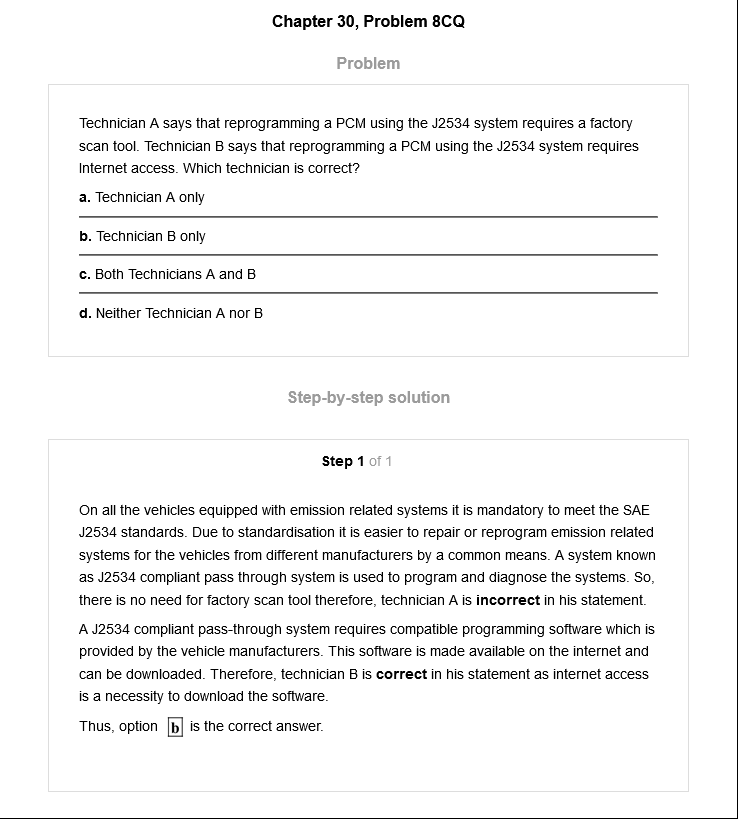 Chapter 30, Problem 8CQ
Problem
Technician A says that reprogramming a PCM using the J2534 system requires a factory
scan tool. Technician B says that reprogramming a PCM using the J2534 system requires
Internet access. Which technician is correct?
a. Technician A only
b. Technician B only
c. Both Technicians A and B
d. Neither Technician A nor B
Step-by-step solution
Step 1 of 1
On all the vehicles equipped with emission related systems it is mandatory to meet the SAE
J2534 standards. Due to standardisation it is easier to repair or reprogram emission related
systems for the vehicles from different manufacturers by a common means. A system known
as J2534 compliant pass through system is used to program and diagnose the systems. So,
there is no need for factory scan tool therefore, technician A is incorrect in his statement.
A J2534 compliant pass-through system requires compatible programming software which is
provided by the vehicle manufacturers. This software is made available on the internet and
can be downloaded. Therefore, technician B is correct in his statement as internet access
is a necessity to download the software.
Thus, option b is the correct answer.